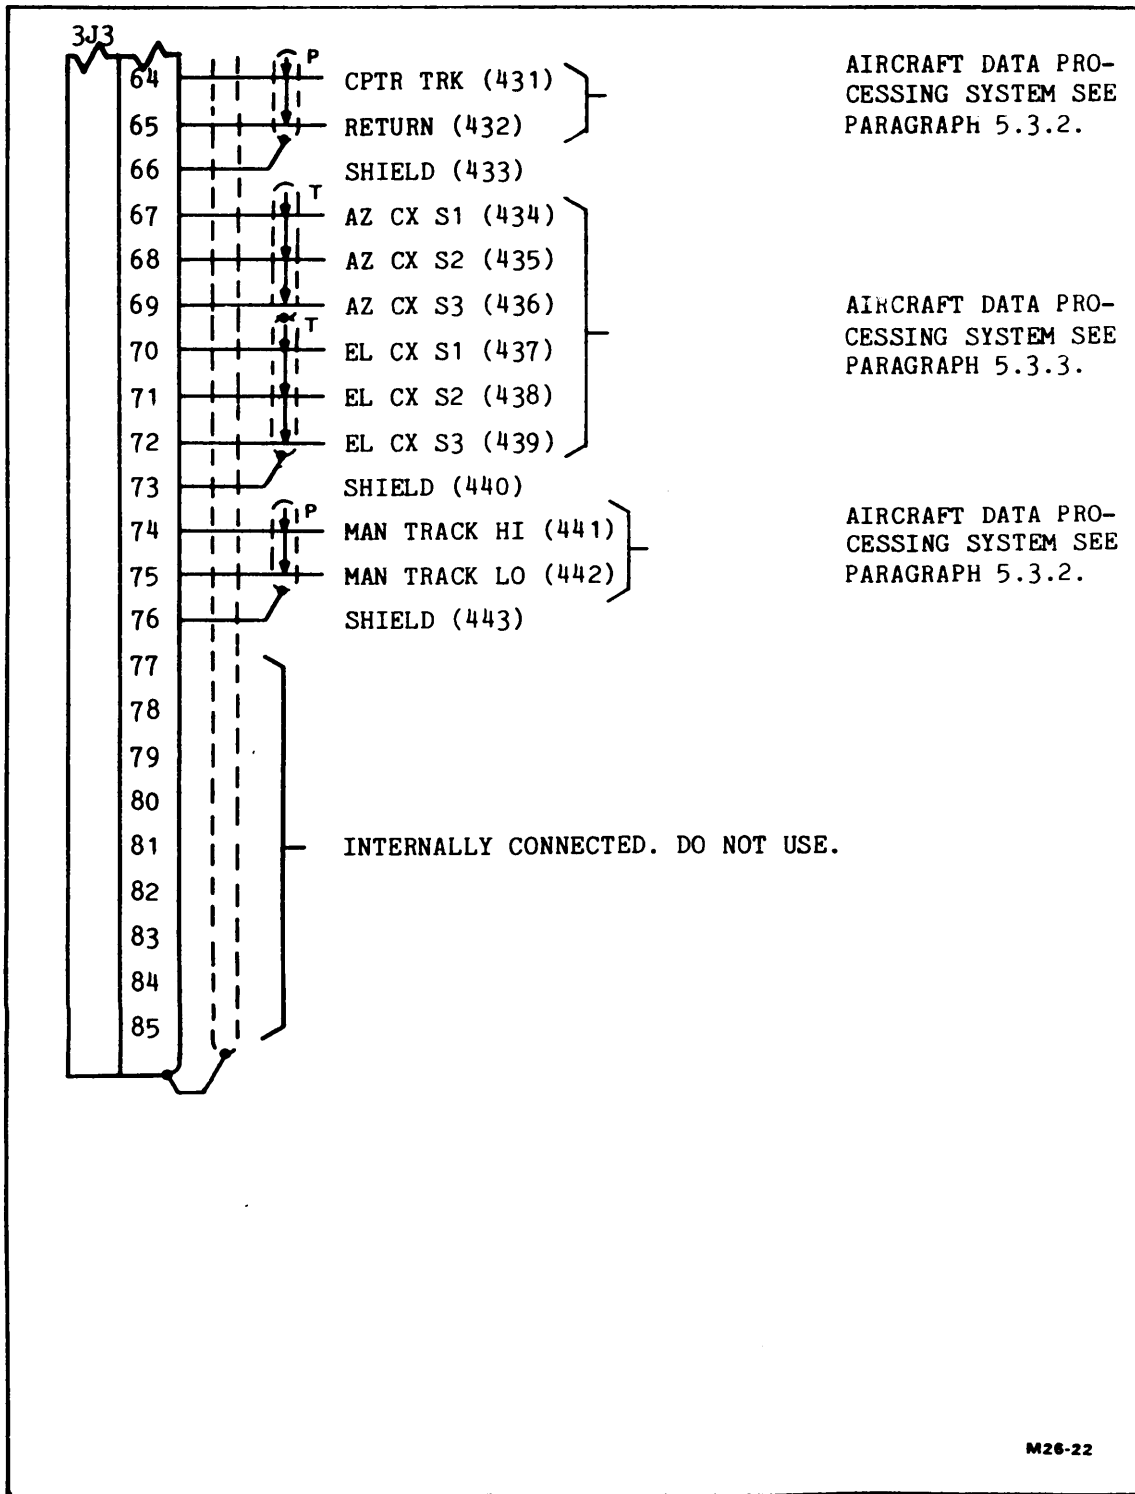 3J3
P
64 CPTR TRK (431) AIRCRAFT DATA PRO-
CESSING SYSTEM SEE
65 RETURN (432) PARAGRAPH 5.3.2.
66 SHIELD (433)
T
67 AZ CX S1 (434)
68 AZ CX S2 (435)
69 AZ CX S3 (436) AIRCRAFT DATA PRO-
T
CESSING SYSTEM SEE
70 EL CX S1 (437) PARAGRAPH 5.3.3.
71 EL CX S2 (438)
72 EL CX S3 (439)
73 SHIELD (440)
P
74 MAN TRACK HI (441) AIRCRAFT DATA PRO-
CESSING SYSTEM SEE
75 MAN TRACK LO (442) PARAGRAPH 5.3.2.
76 SHIELD (443)
77
78
79
80
81 INTERNALLY CONNECTED. DO NOT USE.
82
83
84
85
M26-22